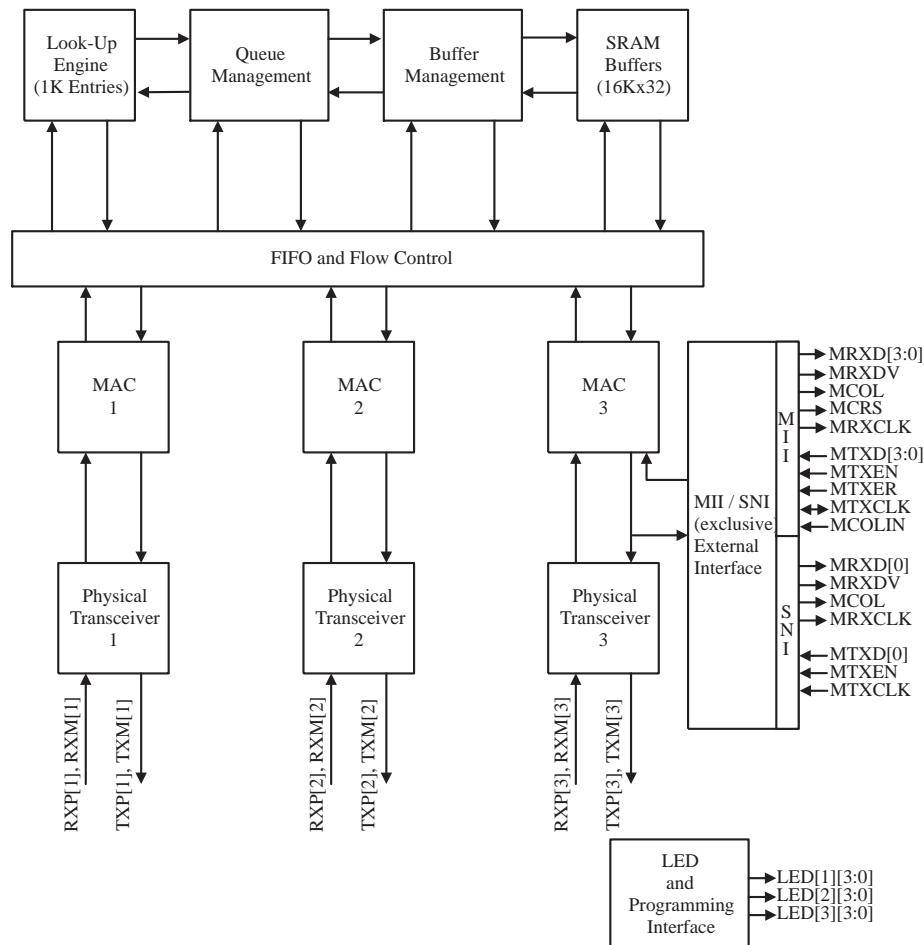 Look-Up
Engine
(1K Entries)
Queue
Management
Buffer
Management
SRAM
Buffers
(16Kx32)
FIFO and Flow Control
MAC
1
MAC
2
MAC
3
MII / SNI
(exclusive)
External
Interface
MII
SNI
MRXD[3:0]
MRXDV
MCOL
MCRS
MRXCLK
MTXD[3:0]
MTXEN
MTXER
MTXCLK
MCOLIN
MRXD[0]
MRXDV
MCOL
MRXCLK
MTXD[0]
MTXEN
MTXCLK
Physical
Transceiver
1
Physical
Transceiver
2
Physical
Transceiver
3
RXP[1], RXM[1]
TXP[1], TXM[1]
RXP[2], RXM[2]
TXP[2], TXM[2]
RXP[3], RXM[3]
TXP[3], TXM[3]
LED
and
Programming
Interface
LED[1][3:0]
LED[2][3:0]
LED[3][3:0]